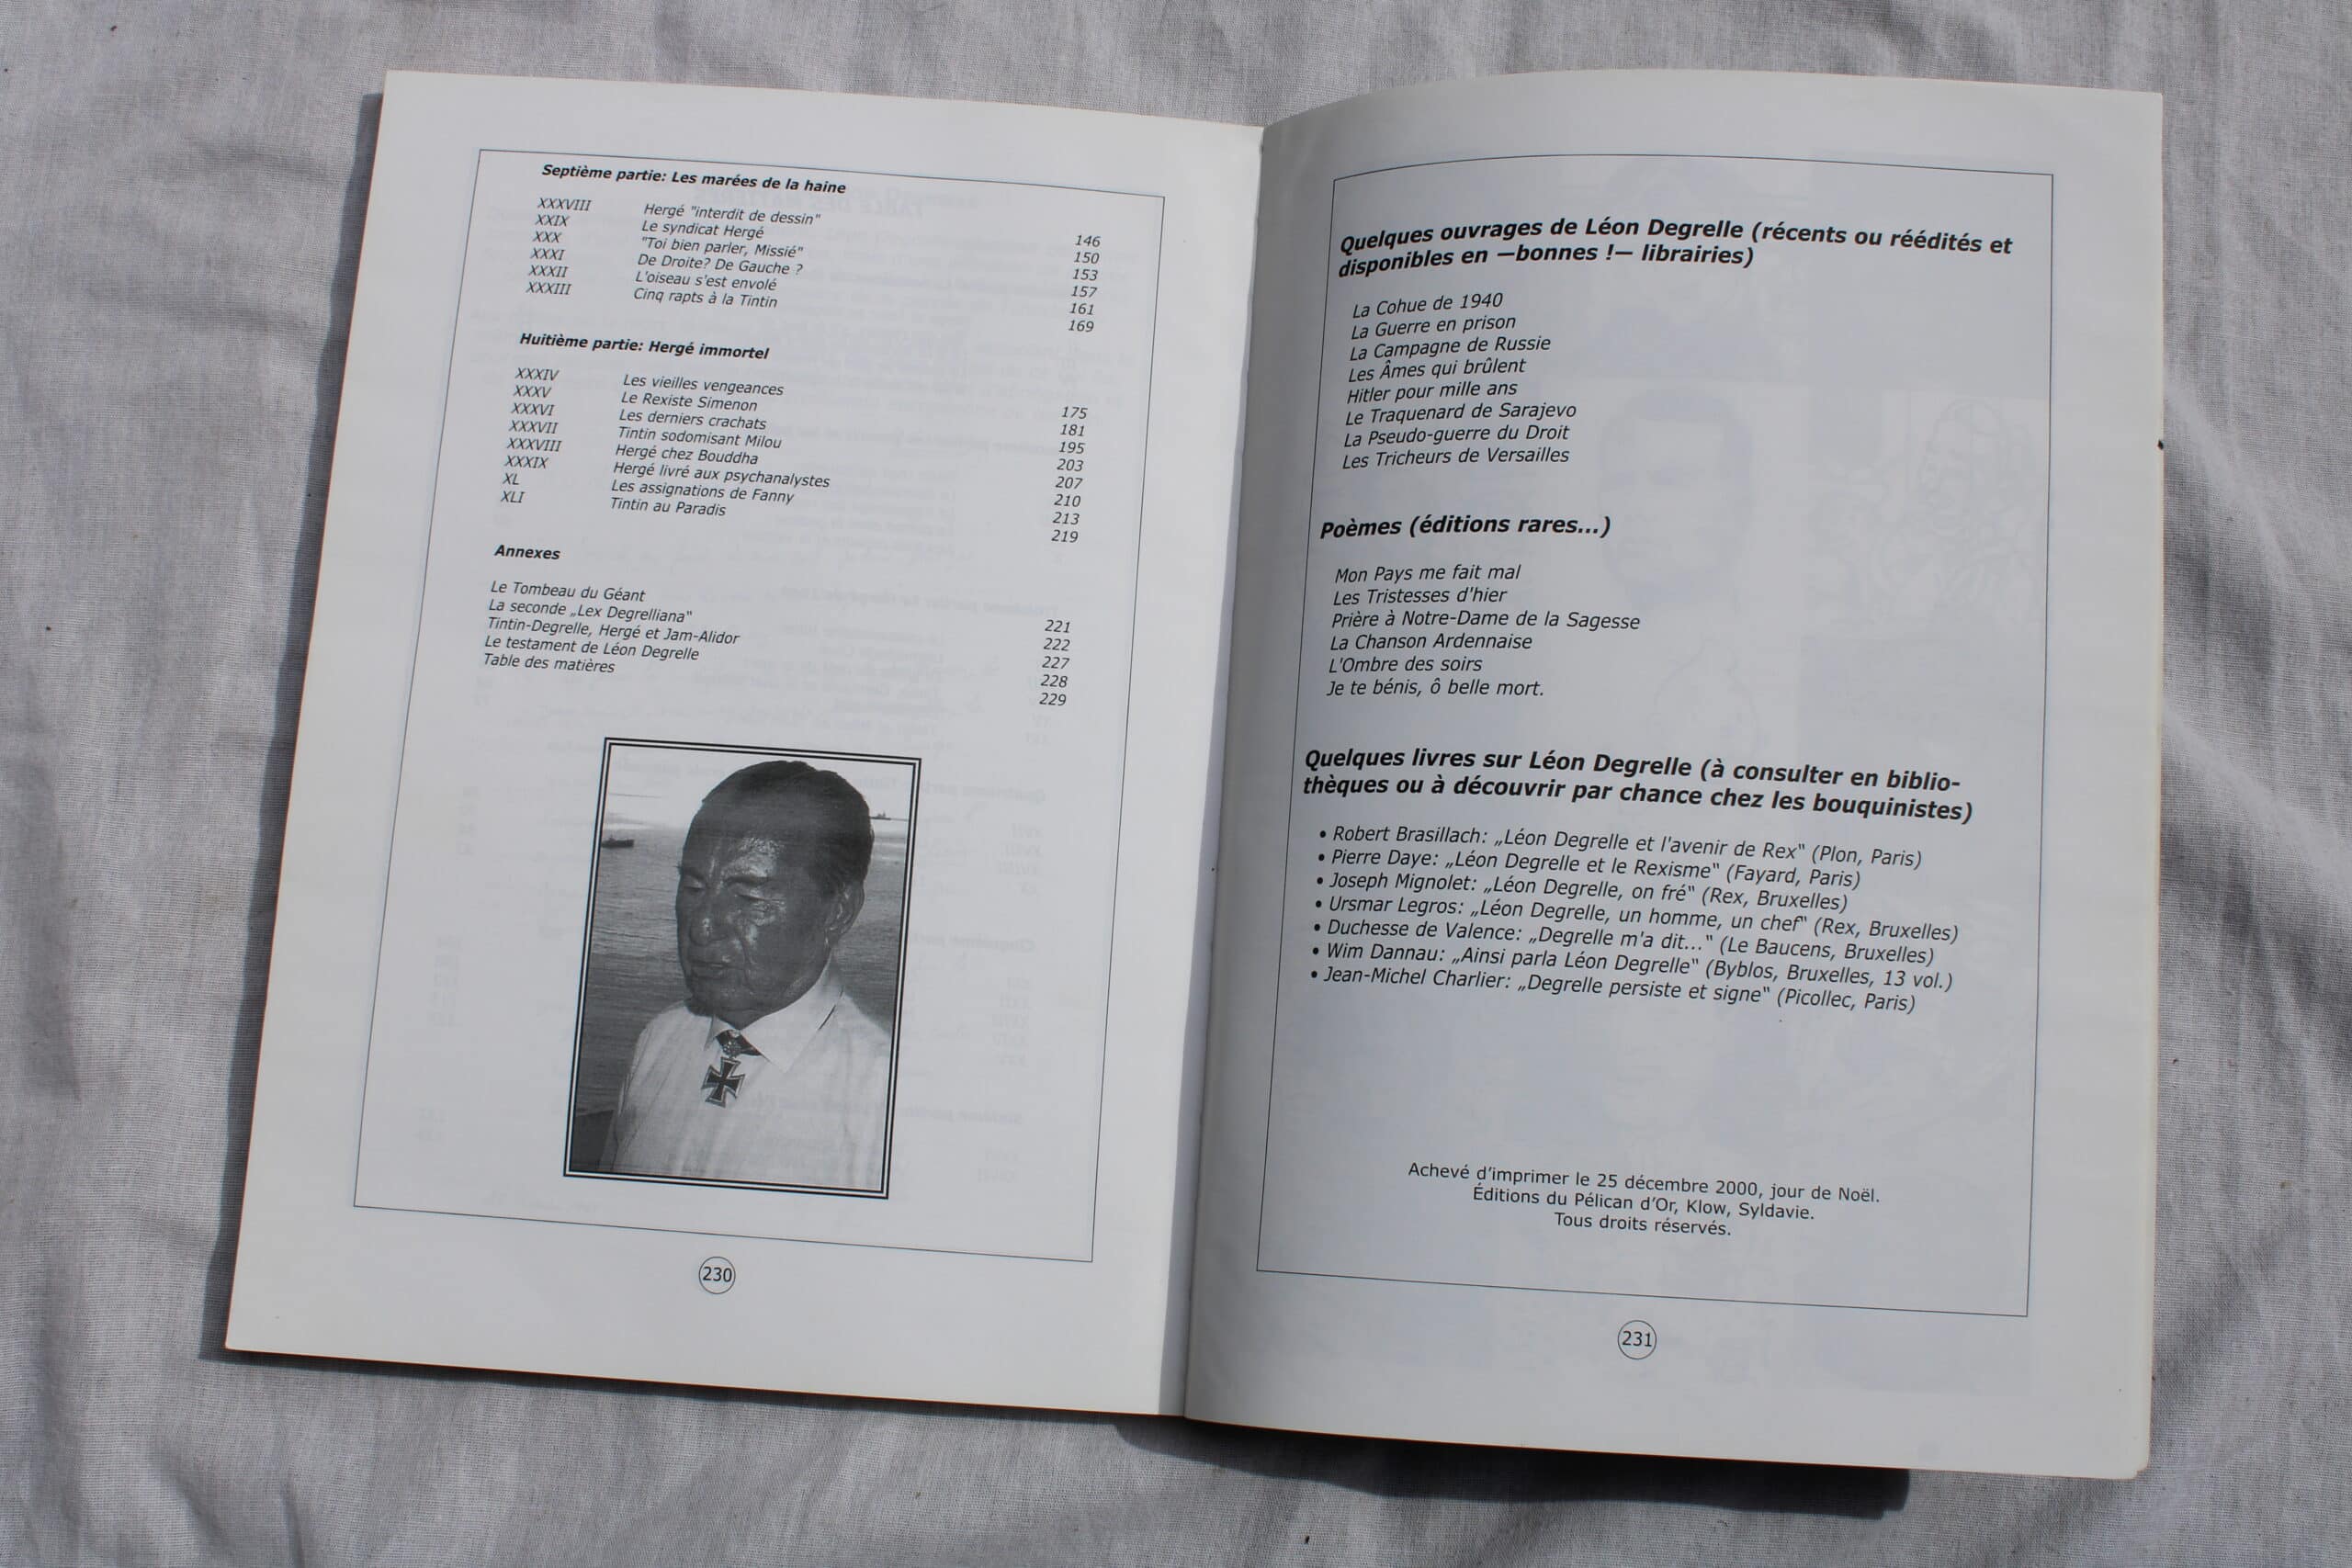 Septième partie: Les marées de la haine
XXXVIII Hergé "interdit de dessin" 146
XXIX Le syndicat Hergé 150
XXX "Toi bien parler, Missié" 153
XXXI De Droite? De Gauche ? 157
XXXII L'oiseau s'est envolé 161
XXXIII Cinq rapts à la Tintin 169
Huitième partie: Hergé immortel
XXXIV Les vieilles vengeances 175
XXXV Le Rexiste Simenon 181
XXXVI Les derniers crachats 195
XXXVII Tintin sodomisant Milou 203
XXXVIII Hergé chez Bouddha 207
XXXIX Hergé livré aux psychanalystes 210
XL Les assignations de Fanny 213
XLI Tintin au Paradis 219
Annexes
Le Tombeau du Géant 221
La seconde „Lex Degrelliana" 222
Tintin-Degrelle, Hergé et Jam-Alidor 227
Le testament de Léon Degrelle 228
Table des matières 229
230
Quelques ouvrages de Léon Degrelle (récents ou réédités et
disponibles en —bonnes !— librairies)
La Cohue de 1940
La Guerre en prison
La Campagne de Russie
Les Âmes qui brûlent
Hitler pour mille ans
Le Traquenard de Sarajevo
La Pseudo-guerre du Droit
Les Tricheurs de Versailles
Poèmes (éditions rares...)
Mon Pays me fait mal
Les Tristesses d'hier
Prière à Notre-Dame de la Sagesse
La Chanson Ardennaise
L'Ombre des soirs
Je te bénis, ô belle mort.
Quelques livres sur Léon Degrelle (à consulter en biblio-
thèques ou à découvrir par chance chez les bouquinistes)
• Robert Brasillach: „Léon Degrelle et l'avenir de Rex" (Plon, Paris)
• Pierre Daye: „Léon Degrelle et le Rexisme" (Fayard, Paris)
• Joseph Mignolet: „Léon Degrelle, on fré" (Rex, Bruxelles)
• Ursmar Legros: „Léon Degrelle, un homme, un chef" (Rex, Bruxelles)
• Duchesse de Valence: „Degrelle m'a dit..." (Le Baucens, Bruxelles)
• Wim Dannau: „Ainsi parla Léon Degrelle" (Byblos, Bruxelles, 13 vol.)
• Jean-Michel Charlier: „Degrelle persiste et signe" (Picollec, Paris)
Achevé d'imprimer le 25 décembre 2000, jour de Noël.
Éditions du Pélican d'Or, Klow, Syldavie.
Tous droits réservés.
231